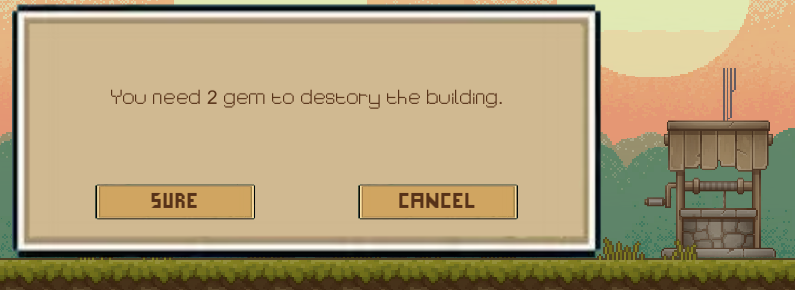 You need 2 gem to destory the building.
SURE
CANCEL